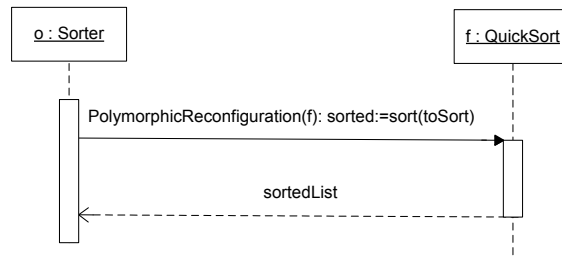 o : Sorter
f : QuickSort
PolymorphicReconfiguration(f): sorted:=sort(toSort)
sortedList